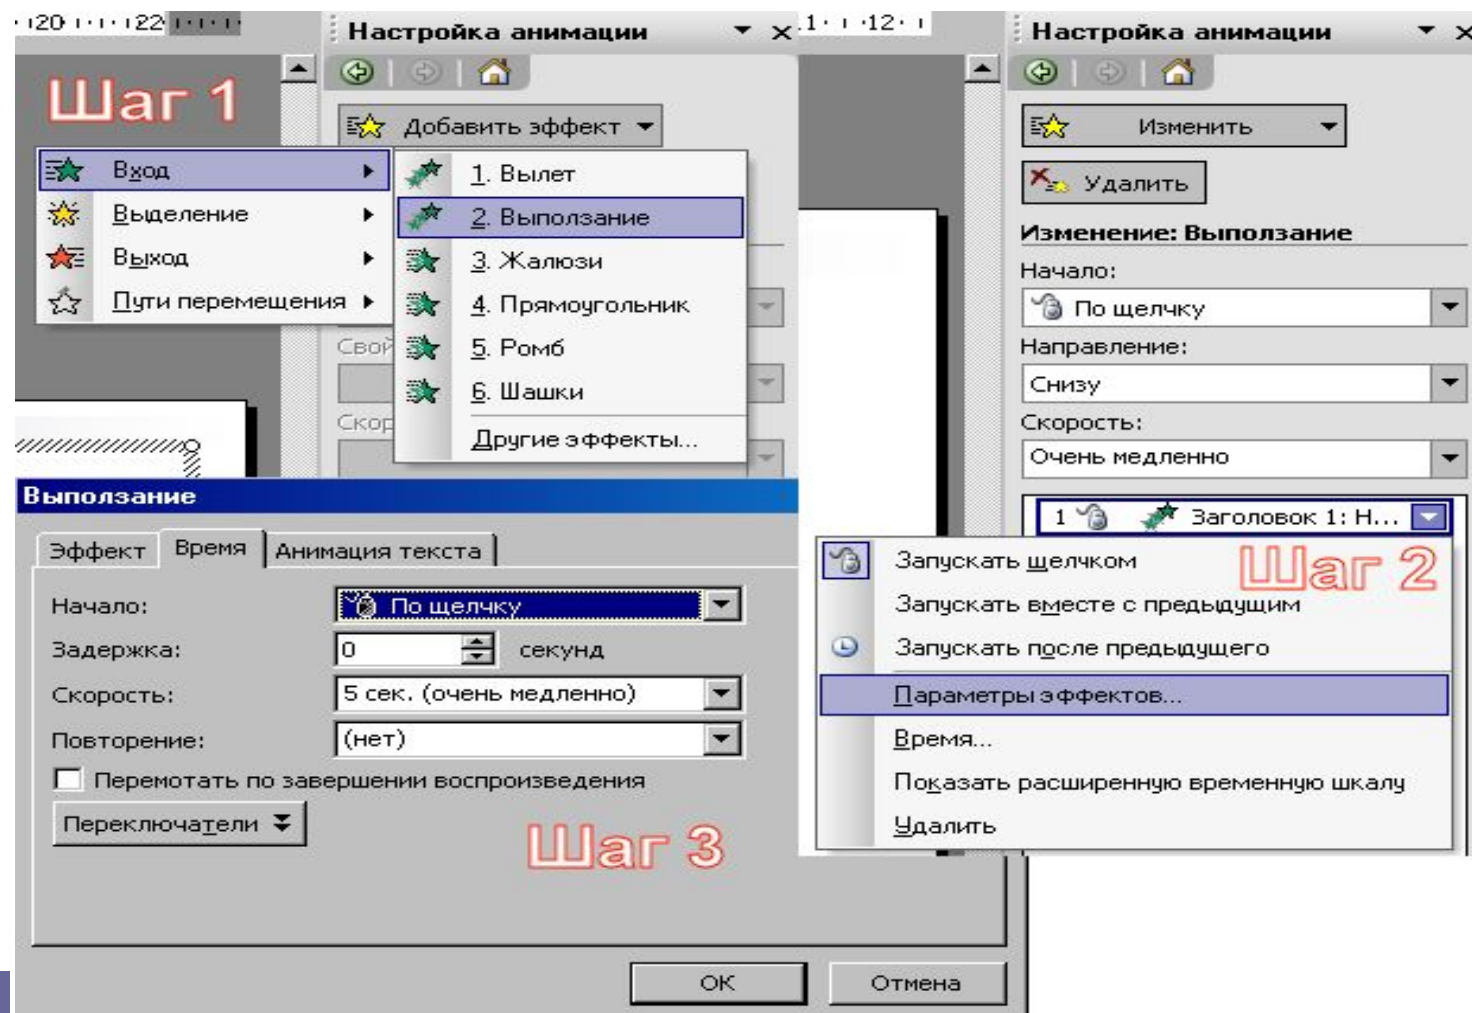 20 22
Шаг 1
Настройка анимации
Добавить эффект
Вход
Выделение
Выход
Пути перемещения
1. Вылет
2. Выползание
3. Жалюзи
4. Прямоугольник
5. Ромб
6. Шашки
Другие эффекты...
Свой
Скор
1 12
Настройка анимации
Изменить
Удалить
Изменение: Выползание
Начало:
По щелчку
Направление:
Снизу
Скорость:
Очень медленно
1 Заголовок 1: Н...
Шаг 2
Запускать щелчком
Запускать вместе с предыдущим
Запускать после предыдущего
Параметры эффектов...
Время...
Показать расширенную временную шкалу
Удалить
Выползание
Эффект Время Анимация текста
Начало: По щелчку
Задержка: 0 секунд
Скорость: 5 сек. (очень медленно)
Повторение: (нет)
Перемотать по завершении воспроизведения
Переключатели
Шаг 3
ОК Отмена